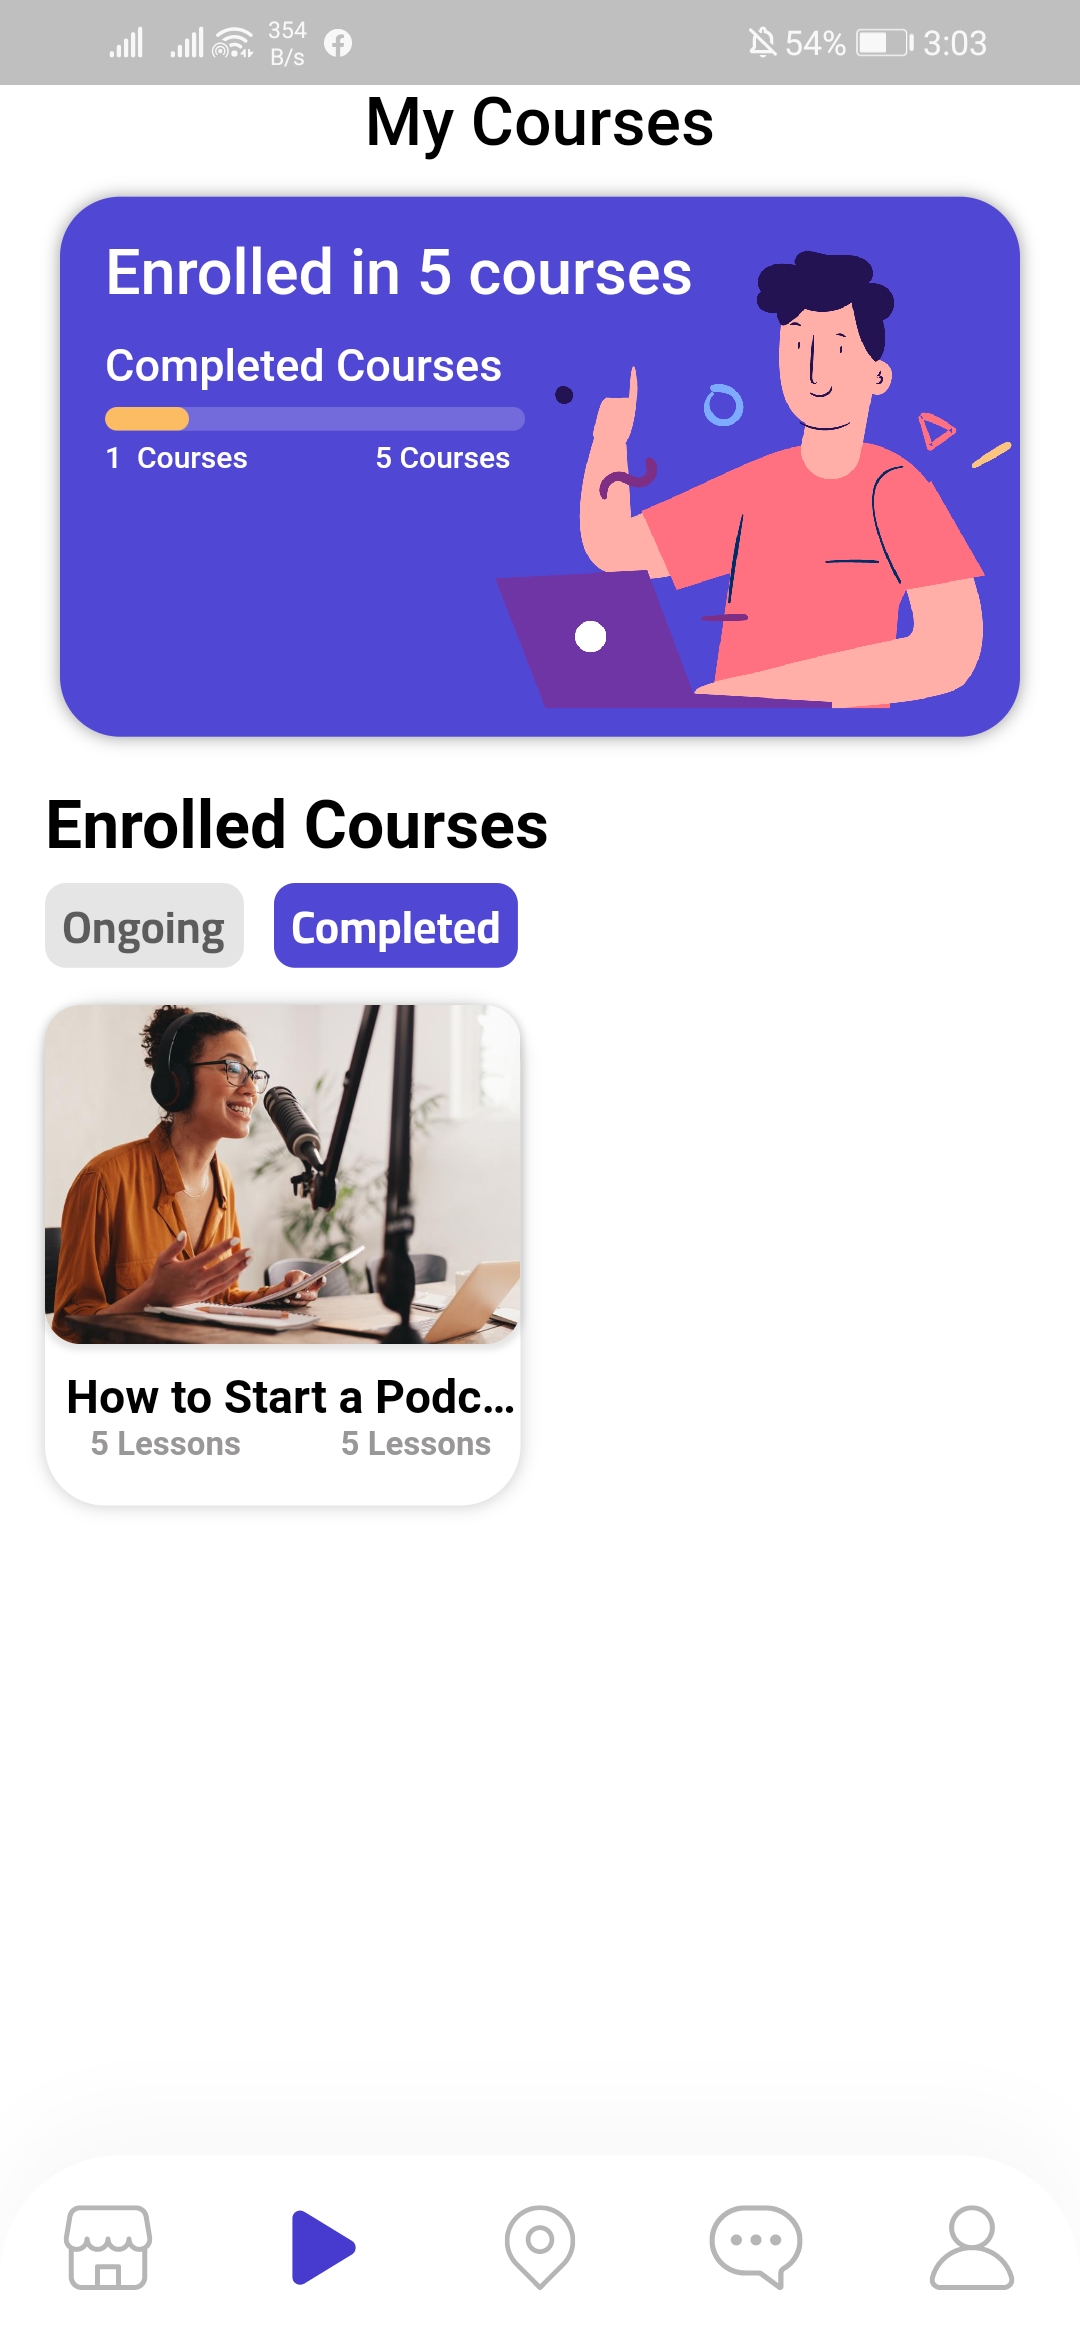 354
B/s
54%
3:03
My Courses
Enrolled in 5 courses
Completed Courses
1 Courses
5 Courses
Enrolled Courses
Ongoing
Completed
How to Start a Podc...
5 Lessons
5 Lessons